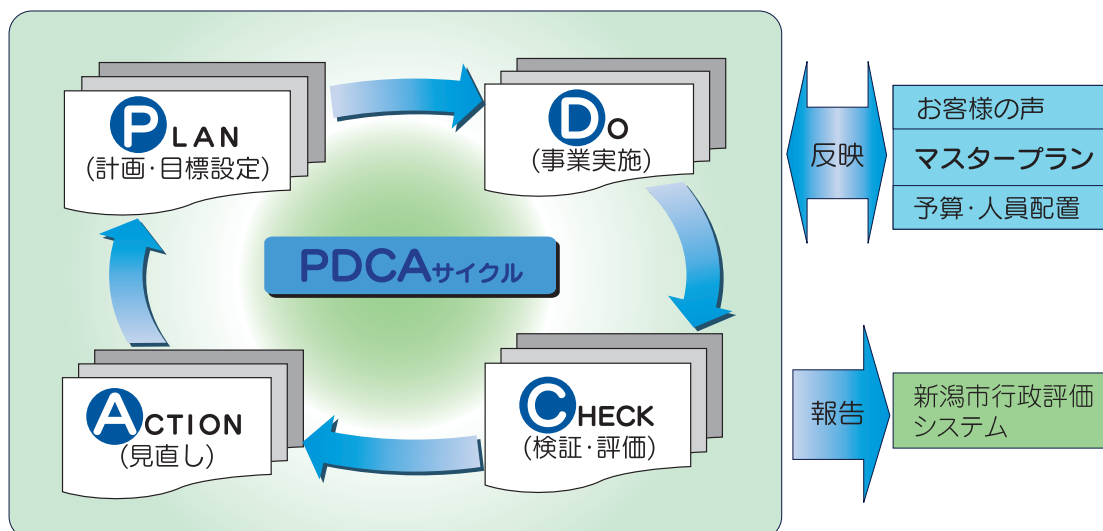 PLAN
(計画・目標設定)
DO
(事業実施)
PDCAサイクル
ACTION
(見直し)
CHECK
(検証・評価)
反映
お客様の声
マスタープラン
予算・人員配置
報告
新潟市行政評価
システム